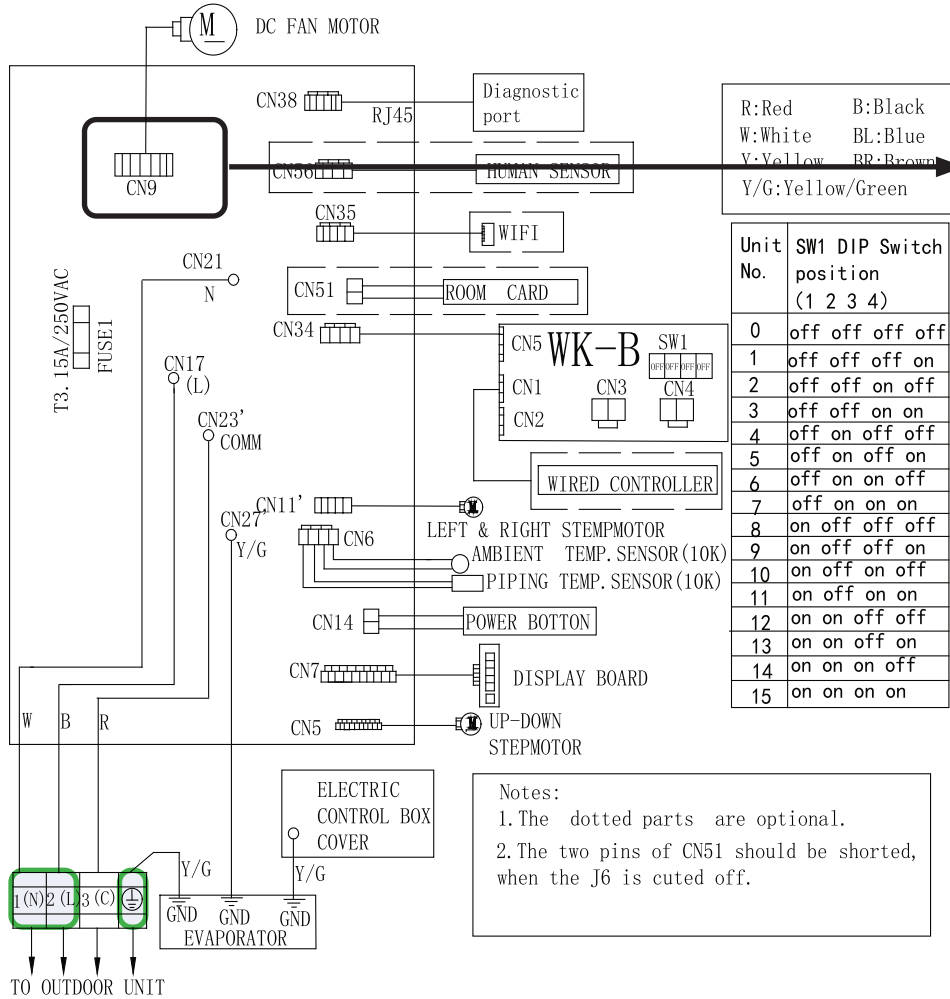 M
DC FAN MOTOR
CN9
CN38
RJ45
Diagnostic
port
CN56
HUMAN SENSOR
CN35
WIFI
CN51
ROOM CARD
CN34
CN5
WK-B
SW1
OFF OFF OFF OFF
CN1
CN3
CN4
CN2
WIRED CONTROLLER
CN21
N
T3.15A/250VAC
FUSE1
CN17
(L)
CN23'
COMM
CN27'
Y/G
CN11'
LEFT & RIGHT STEMPMOTOR
CN6
AMBIENT TEMP.SENSOR(10K)
PIPING TEMP.SENSOR(10K)
CN14
POWER BOTTON
CN7
DISPLAY BOARD
CN5
M
UP-DOWN
STEPMOTOR
W
B
R
ELECTRIC
CONTROL BOX
COVER
Y/G
Y/G
1(N)
2(L)
3(C)
GND
GND
GND
EVAPORATOR
TO OUTDOOR UNIT
R:Red B:Black
W:White BL:Blue
Y:Yellow BR:Brown
Y/G:Yellow/Green
Unit
No.
SW1 DIP Switch
position
(1 2 3 4)
0 off off off off
1 off off off on
2 off off on off
3 off off on on
4 off on off off
5 off on off on
6 off on on off
7 off on on on
8 on off off off
9 on off off on
10 on off on off
11 on off on on
12 on on off off
13 on on off on
14 on on on off
15 on on on on
Notes:
1.The dotted parts are optional.
2.The two pins of CN51 should be shorted,
when the J6 is cuted off.